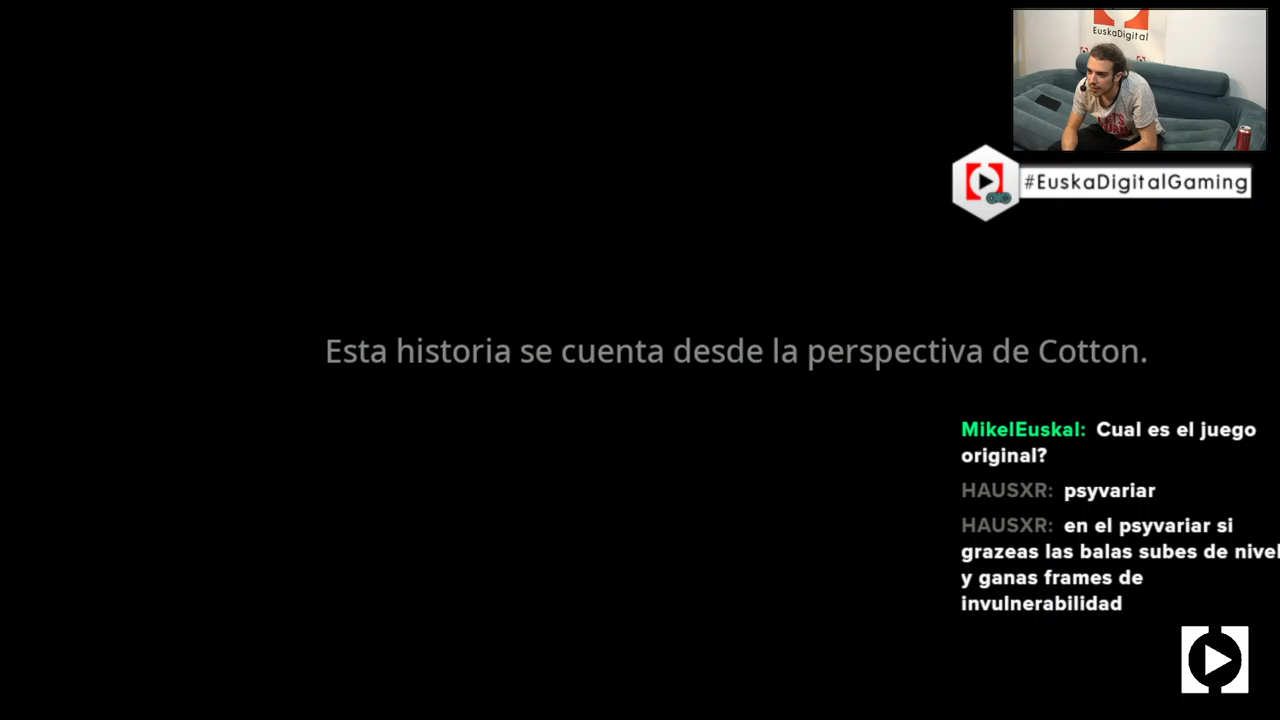 EuskaDigital
#EuskaDigitalGaming
Esta historia se cuenta desde la perspectiva de Cotton.
MikelEuskal: Cual es el juego
original?
HAUSXR: psyvariar
HAUSXR: en el psyvariar si
grazeas las balas subes de nivel
y ganas frames de
invulnerabilidad